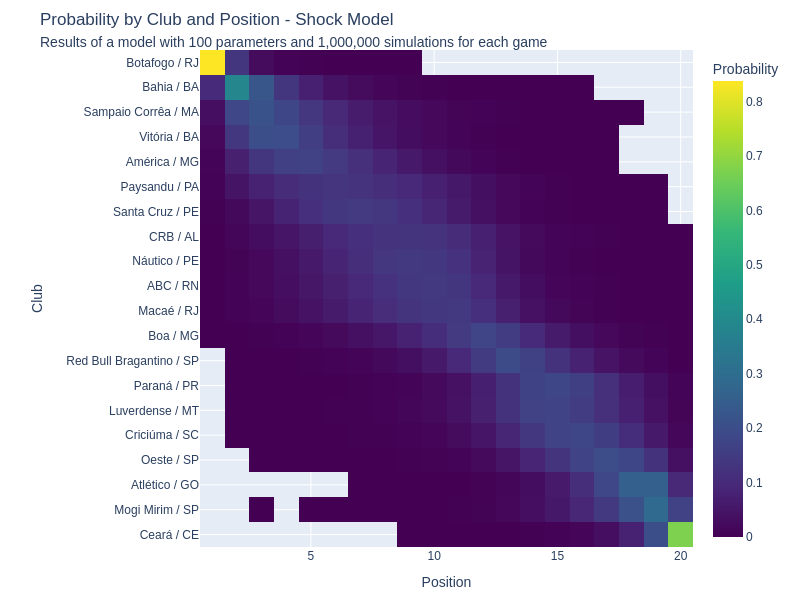 Probability by Club and Position - Shock Model
Results of a model with 100 parameters and 1,000,000 simulations for each game
Probability
Botafogo / RJ
Bahia / BA
Sampaio Corrêa / MA
Vitória / BA
América / MG
Paysandu / PA
Santa Cruz / PE
CRB / AL
Náutico / PE
ABC / RN
Macaé / RJ
Boa / MG
Red Bull Bragantino / SP
Paraná / PR
Luverdense / MT
Criciúma / SC
Oeste / SP
Atlético / GO
Mogi Mirim / SP
Ceará / CE
Club
5
10
15
20
Position
0.8
0.7
0.6
0.5
0.4
0.3
0.2
0.1
0